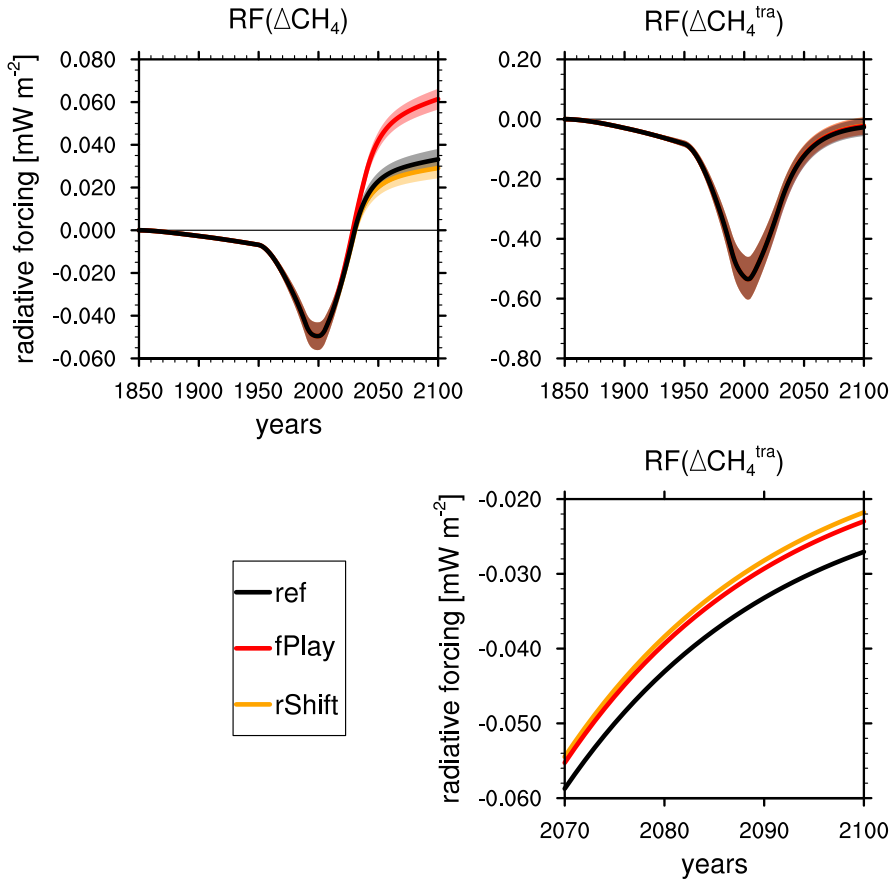 RF(ΔCH₄)
radiative forcing [mW m⁻²]
0.080
0.060
0.040
0.020
0.000
-0.020
-0.040
-0.060
1850 1900 1950 2000 2050 2100
years
RF(ΔCH₄ᵗʳᵃ)
0.20
0.00
-0.20
-0.40
-0.60
-0.80
1850 1900 1950 2000 2050 2100
ref
fPlay
rShift
RF(ΔCH₄ᵗʳᵃ)
radiative forcing [mW m⁻²]
-0.020
-0.030
-0.040
-0.050
-0.060
2070 2080 2090 2100
years